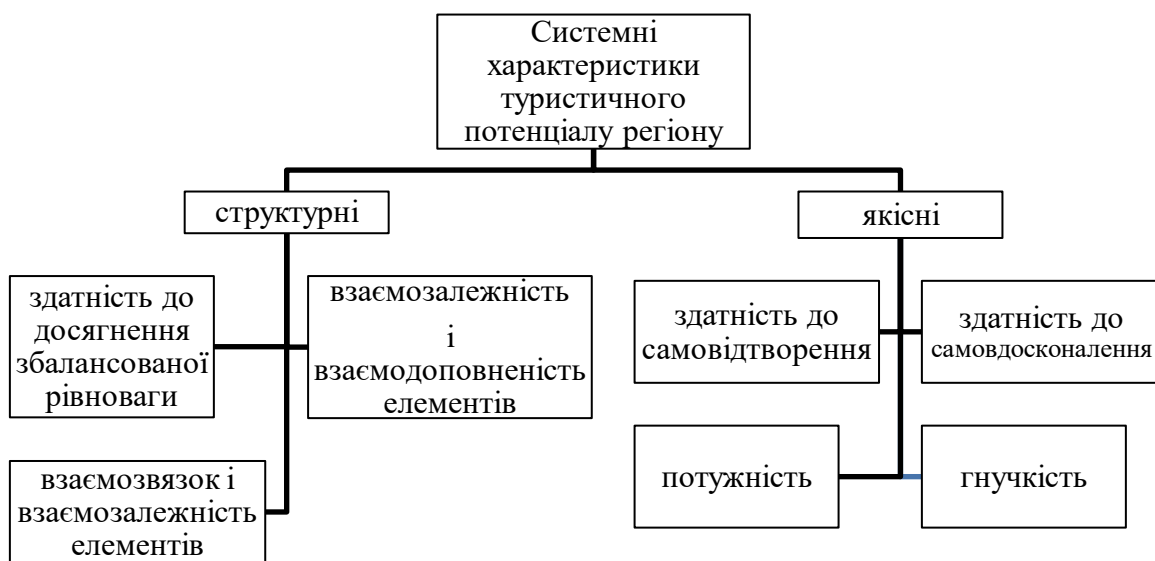 Системні
характеристики
туристичного
потенціалу регіону
структурні
якісні
здатність до
досягнення
збалансованої
рівноваги
взаємозалежність
і
взаємодоповненість
елементів
здатність до
самовідтворення
здатність до
самовдосконалення
взаємозвязок і
взаємозалежність
елементів
потужність
гнучкість